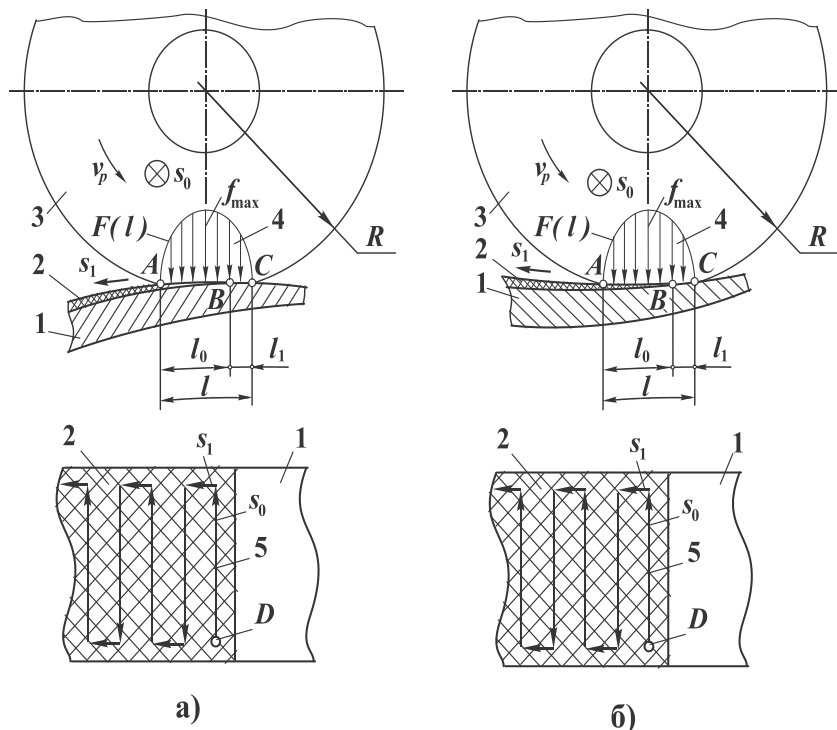 v_p s_0
3
F(l) f_max 4
R
s_1 A C
2
B
1
l_0 l_1
l
2 s_1 1
s_0
5
D
а)
v_p s_0
3
F(l) f_max 4
R
s_1 A C
2
B
1
l_0 l_1
l
2 s_1 1
s_0
5
D
б)